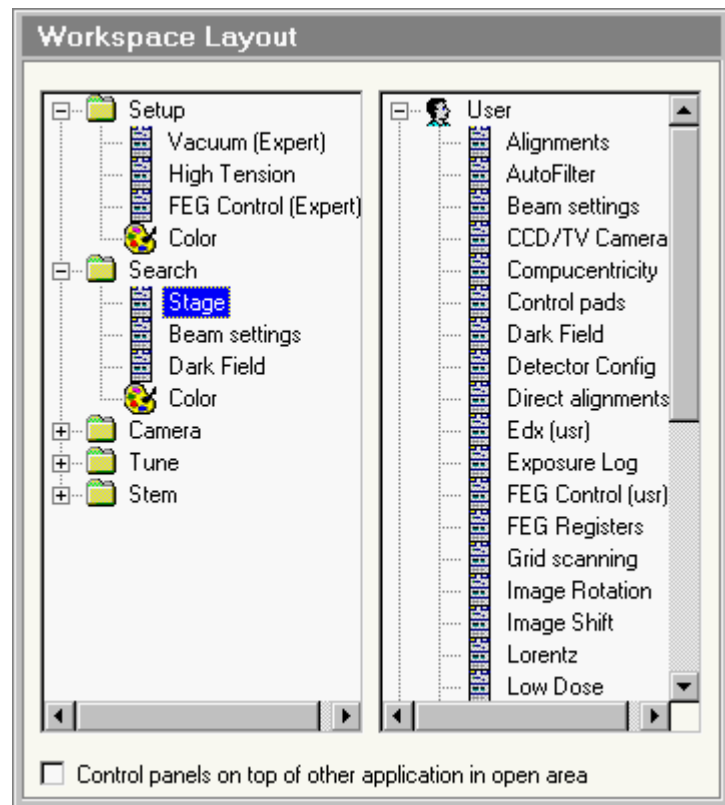 Workspace Layout
Setup
Vacuum (Expert)
High Tension
FEG Control (Expert)
Color
Search
Stage
Beam settings
Dark Field
Color
Camera
Tune
Stem
User
Alignments
AutoFilter
Beam settings
CCD/TV Camera
Compucentricity
Control pads
Dark Field
Detector Config
Direct alignments
Edx (usr)
Exposure Log
FEG Control (usr)
FEG Registers
Grid scanning
Image Rotation
Image Shift
Lorentz
Low Dose
Control panels on top of other application in open area